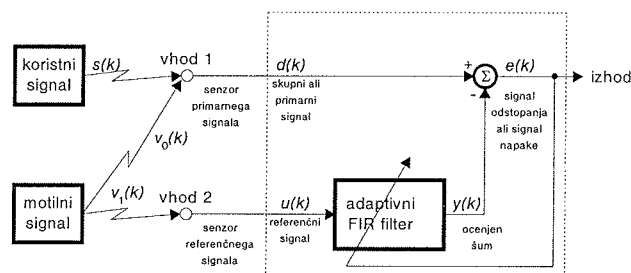 koristni
signal
s(k)
vhod 1
senzor
primarnega
signala
d(k)
skupni ali
primarni
signal
+
Σ
-
e(k)
signal
odstopanja
ali signal
napake
izhod
v0(k)
motilni
signal
v1(k)
vhod 2
senzor
referenčnega
signala
u(k)
referenčni
signal
adaptivni
FIR filter
y(k)
ocenjen
šum